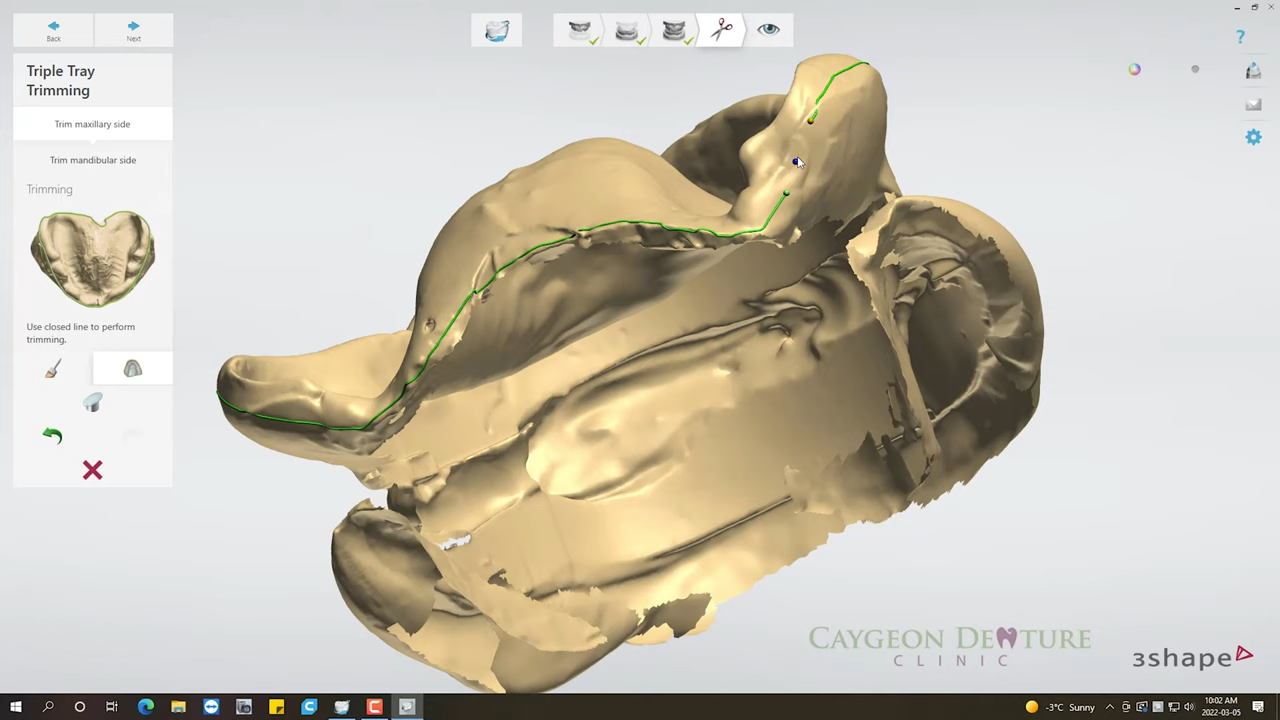 Back
Next
Triple Tray
Trimming
Trim maxillary side
Trim mandibular side
Trimming
Use closed line to perform
trimming.
?
CAYGEON DENTURE
CLINIC
3shape
-3°C Sunny
10:02 AM
2022-03-05